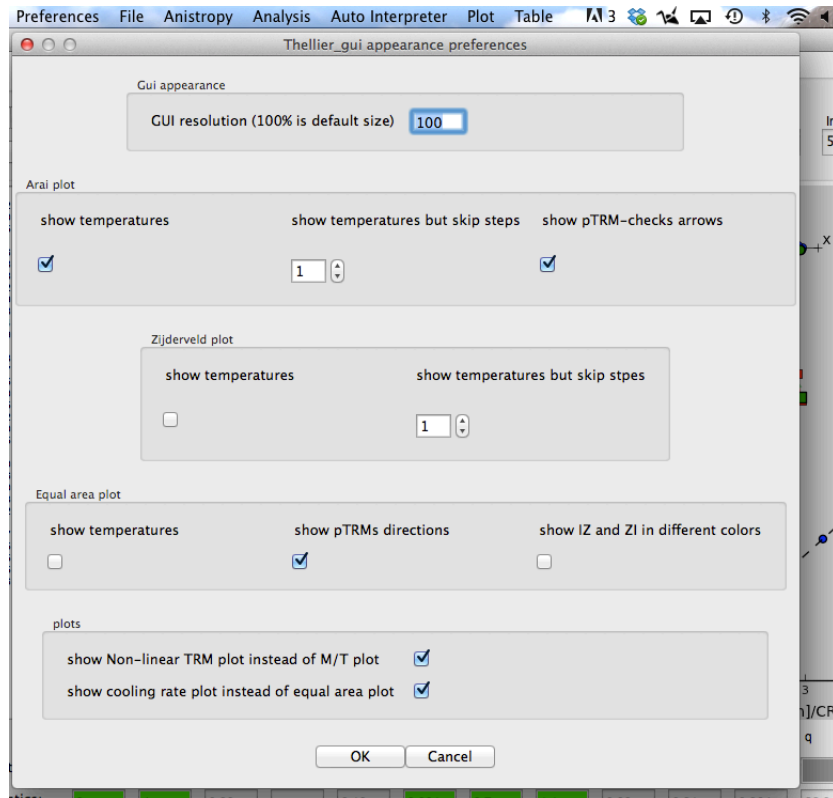 Preferences File Anistropy Analysis Auto Interpreter Plot Table 3
Thellier_gui appearance preferences
Gui appearance
GUI resolution (100% is default size) 100
Arai plot
show temperatures show temperatures but skip steps show pTRM-checks arrows
1
X
Zijderveld plot
show temperatures show temperatures but skip stpes
1
Equal area plot
show temperatures show pTRMs directions show IZ and ZI in different colors
plots
show Non-linear TRM plot instead of M/T plot
show cooling rate plot instead of equal area plot
3
q
OK Cancel